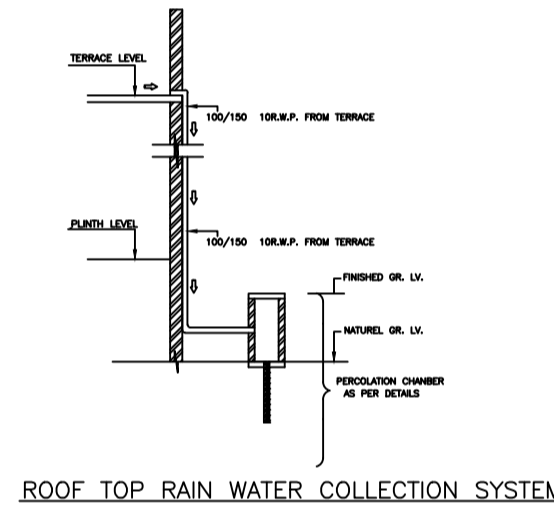 TERRACE LEVEL
100/150 10R.W.P. FROM TERRACE
PLINTH LEVEL
100/150 10R.W.P. FROM TERRACE
FINISHED GR. LV.
NATUREL GR. LV.
PERCOLATION CHANBER
AS PER DETAILS
ROOF TOP RAIN WATER COLLECTION SYSTEM